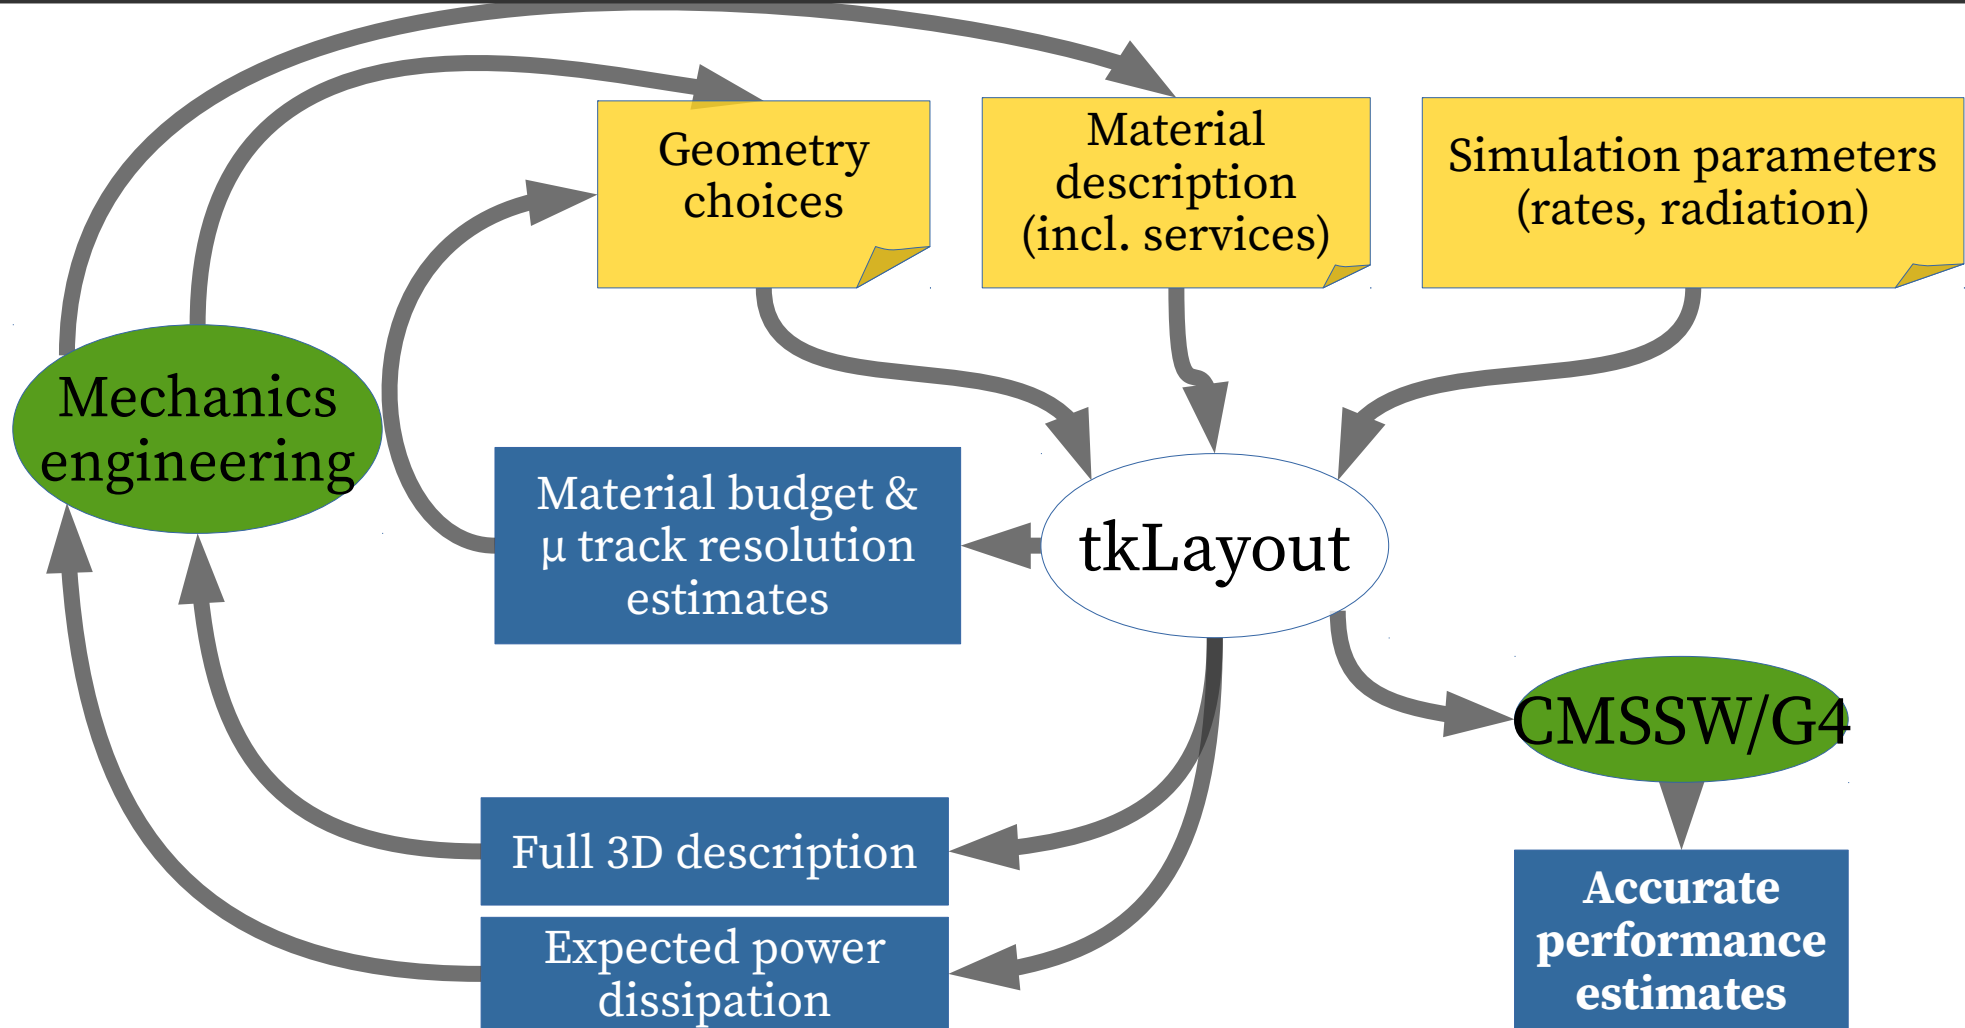 Geometry
choices
Material
description
(incl. services)
Simulation parameters
(rates, radiation)
Mechanics
engineering
Material budget &
μ track resolution
estimates
tkLayout
CMSSW/G4
Full 3D description
Expected power
dissipation
Accurate
performance
estimates